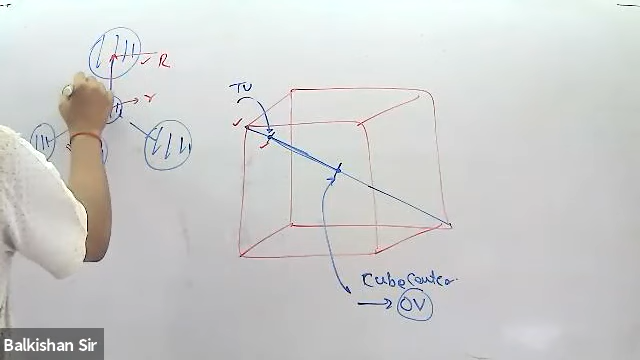 R
r
TV
Cube Center
→ OV
Balkishan Sir